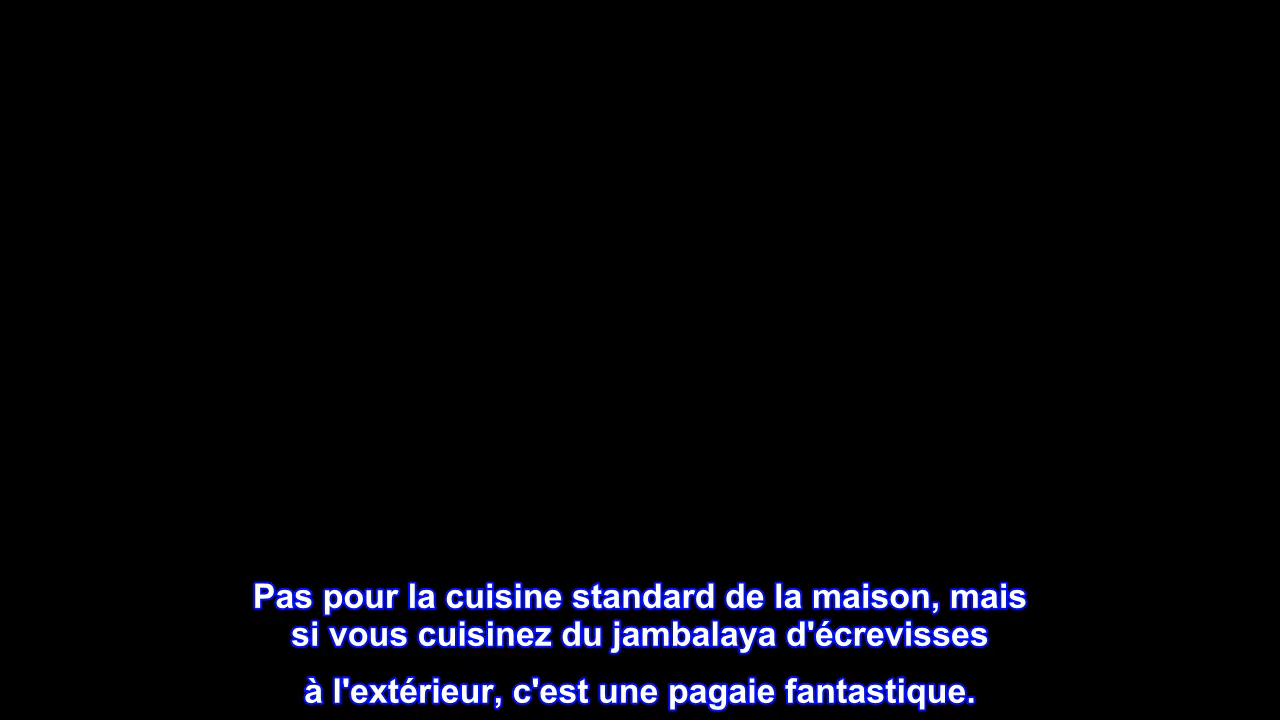 Pas pour la cuisine standard de la maison, mais
si vous cuisinez du jambalaya d'écrevisses
à l'extérieur, c'est une pagaie fantastique.